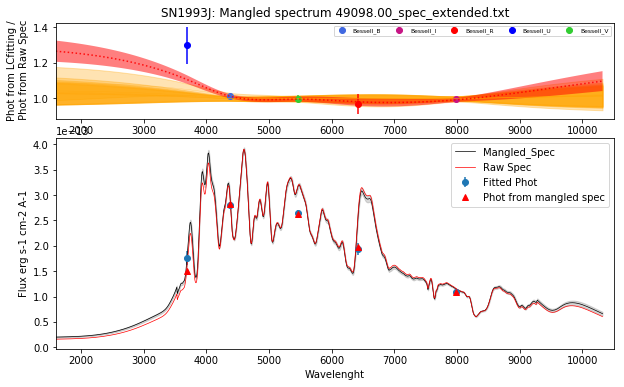 SN1993J: Mangled spectrum 49098.00_spec_extended.txt
Phot from LCfitting /
Phot from Raw Spec
1.4
1.2
1.0
Bessell_B
Bessell_I
Bessell_R
Bessell_U
Bessell_V
2000 3000 4000 5000 6000 7000 8000 9000 10000
Flux erg s-1 cm-2 A-1
4.0
3.5
3.0
2.5
2.0
1.5
1.0
0.5
0.0
Mangled_Spec
Raw Spec
Fitted Phot
Phot from mangled spec
2000 3000 4000 5000 6000 7000 8000 9000 10000
Wavelenght